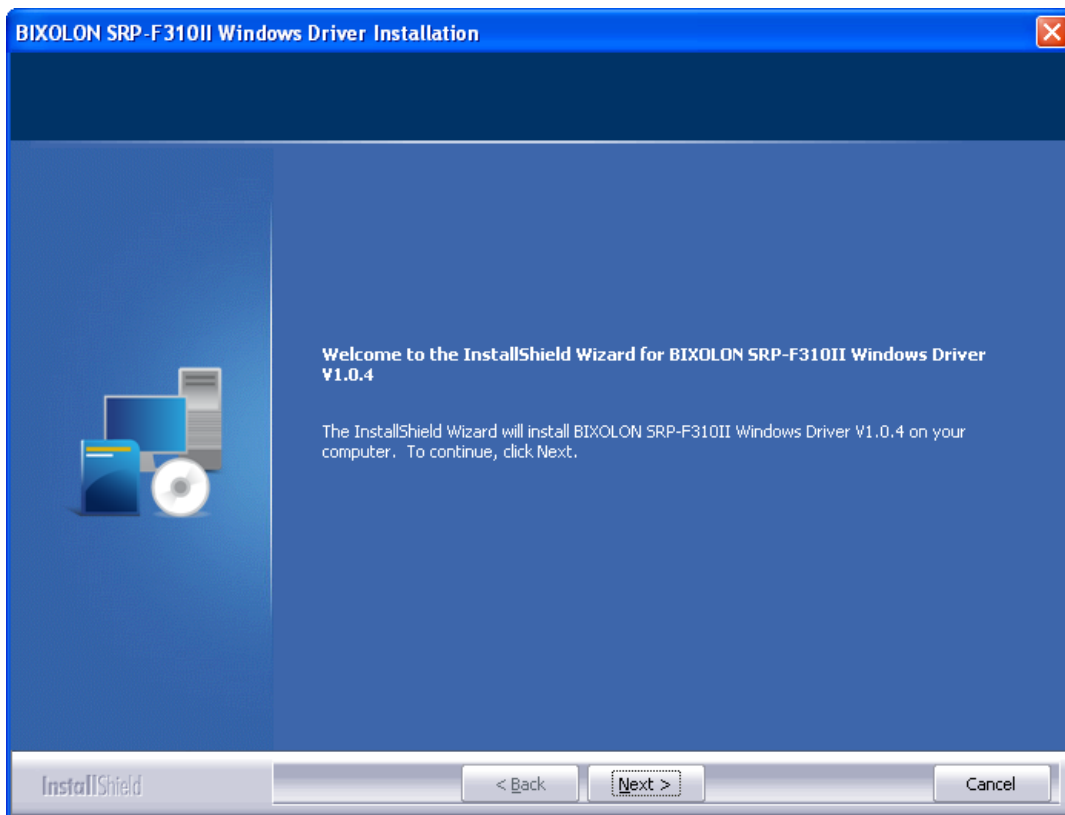 BIXOLON SRP-F310II Windows Driver Installation
Welcome to the InstallShield Wizard for BIXOLON SRP-F310II Windows Driver
V1.0.4
The InstallShield Wizard will install BIXOLON SRP-F310II Windows Driver V1.0.4 on your
computer. To continue, click Next.
InstallShield
< Back
Next >
Cancel